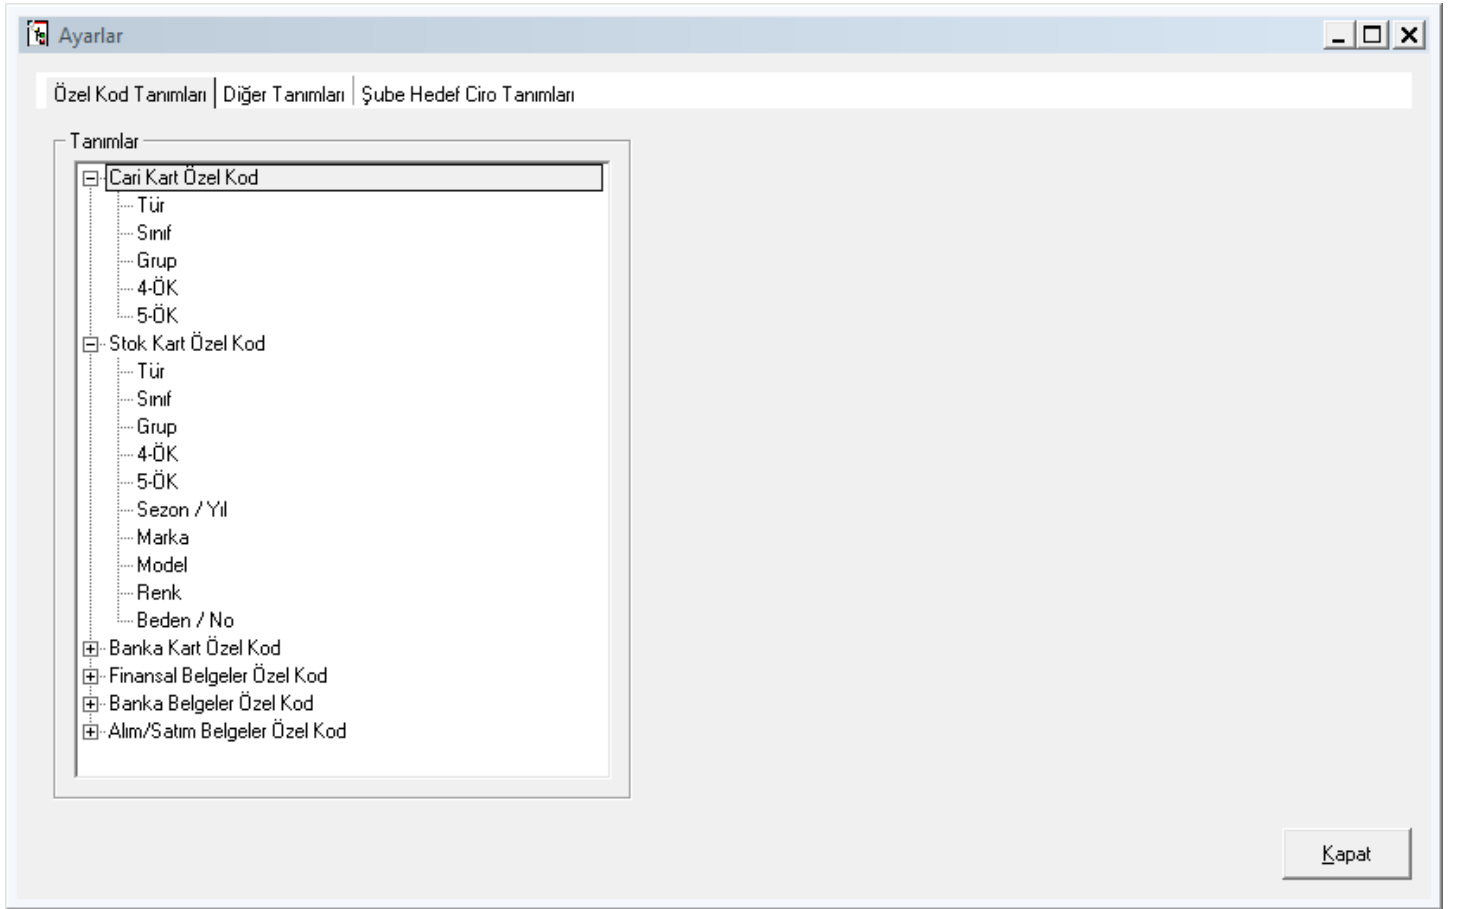 Ayarlar
Özel Kod Tanımları Diğer Tanımları Şube Hedef Ciro Tanımları
Tanımlar
Cari Kart Özel Kod
Tür
Sınıf
Grup
4-ÖK
5-ÖK
Stok Kart Özel Kod
Tür
Sınıf
Grup
4-ÖK
5-ÖK
Sezon / Yıl
Marka
Model
Renk
Beden / No
Banka Kart Özel Kod
Finansal Belgeler Özel Kod
Banka Belgeler Özel Kod
Alım/Satım Belgeler Özel Kod
Kapat